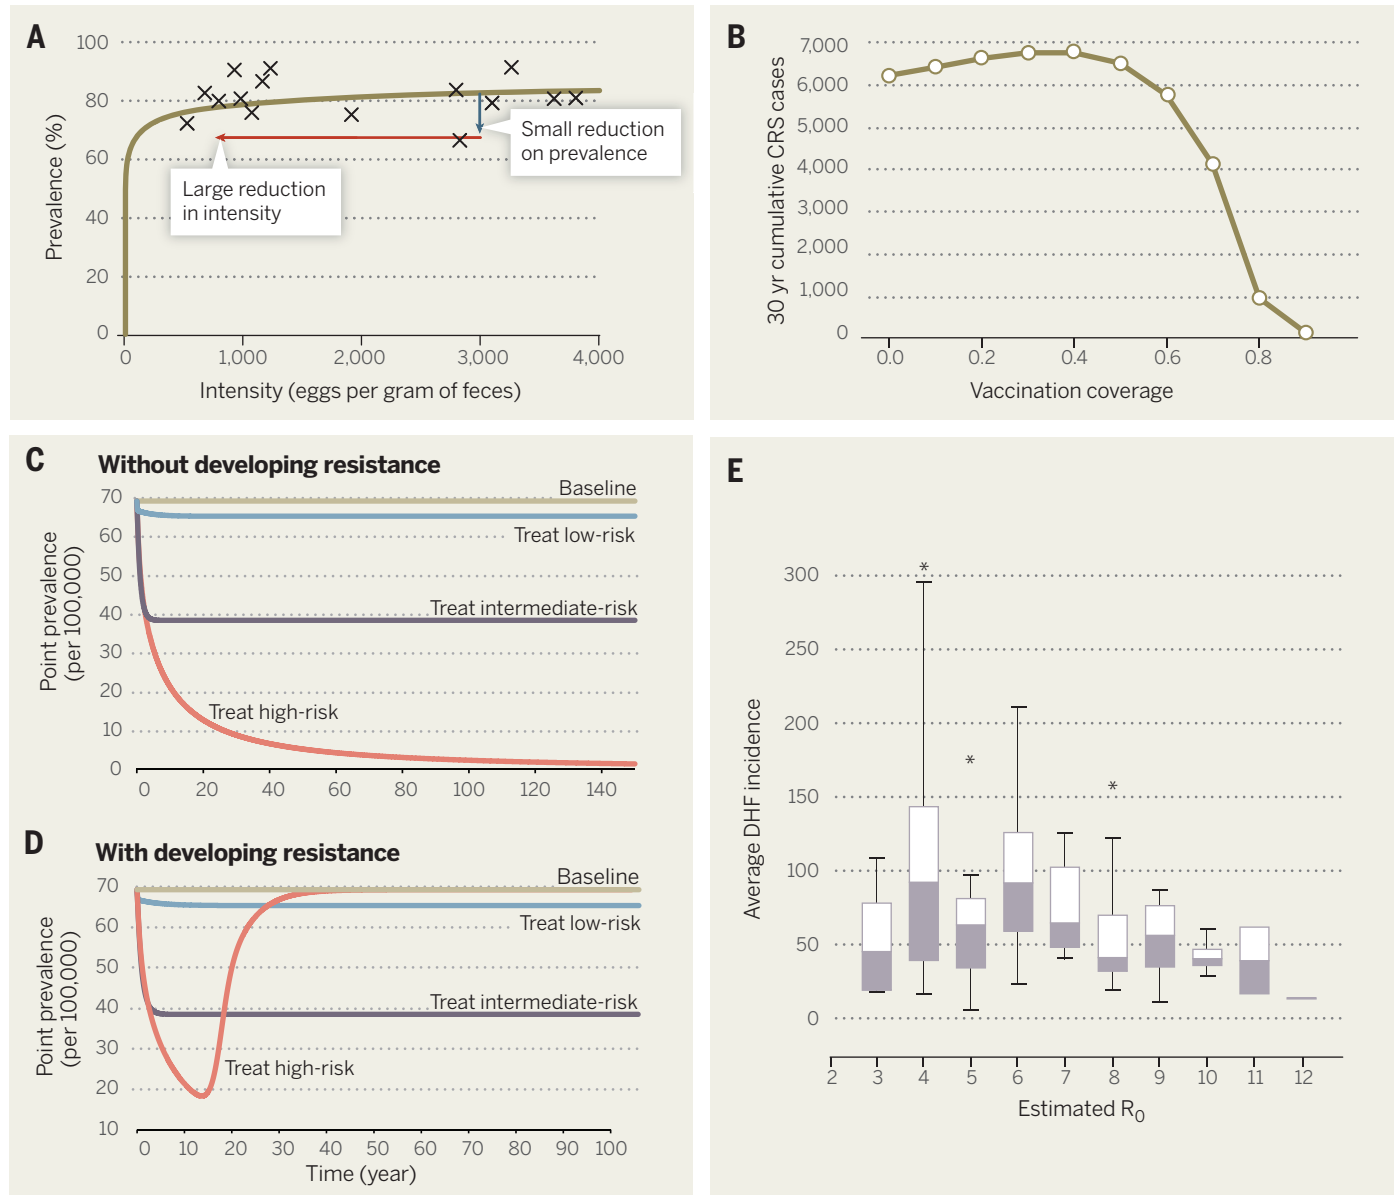 A
100
80
60
40
20
0
Prevalence (%)
Small reduction
on prevalence
Large reduction
in intensity
0
1,000
2,000
3,000
4,000
Intensity (eggs per gram of feces)
B
7,000
6,000
5,000
4,000
3,000
2,000
1,000
0
30 yr cumulative CRS cases
0.0
0.2
0.4
0.6
0.8
Vaccination coverage
C
Without developing resistance
70
60
50
40
30
20
10
0
Point prevalence
(per 100,000)
Baseline
Treat low-risk
Treat intermediate-risk
Treat high-risk
0
20
40
60
80
100
120
140
D
With developing resistance
70
60
50
40
30
20
10
Point prevalence
(per 100,000)
Baseline
Treat low-risk
Treat intermediate-risk
Treat high-risk
0
10
20
30
40
50
60
70
80
90
100
Time (year)
E
300
250
200
150
100
50
0
Average DHF incidence
*
*
*
2
3
4
5
6
7
8
9
10
11
12
Estimated R0